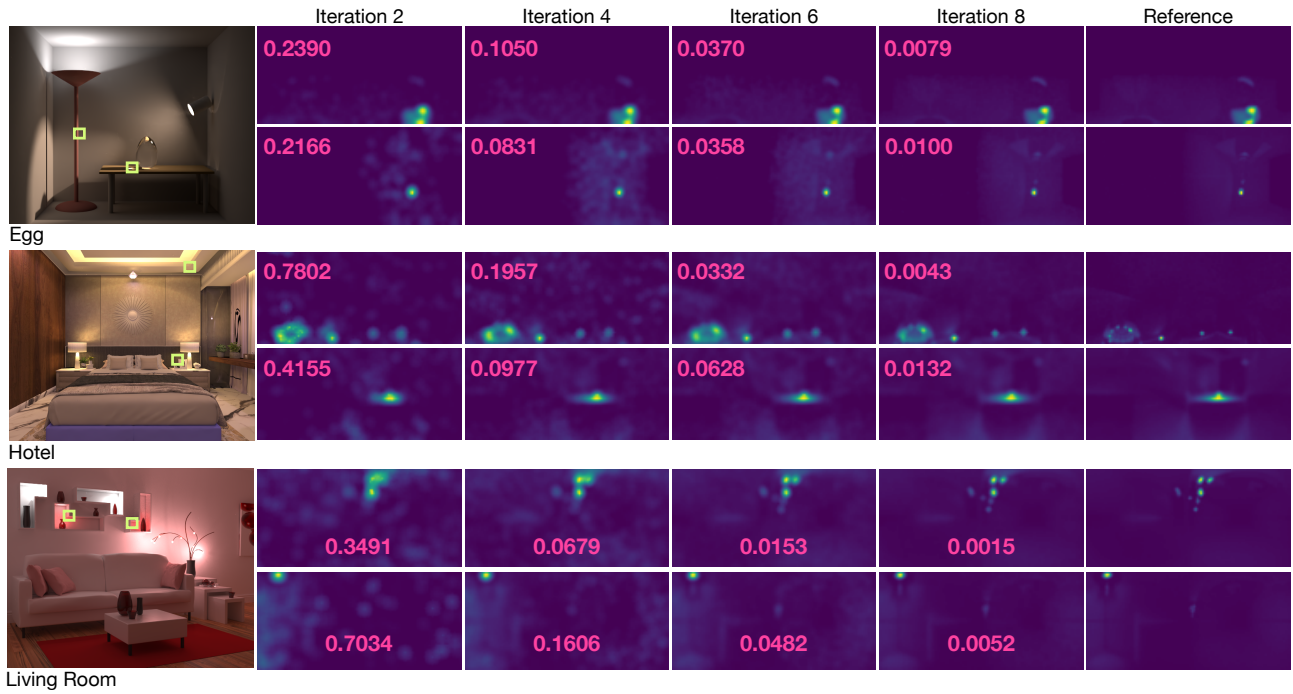 Iteration 2 Iteration 4 Iteration 6 Iteration 8 Reference
0.2390 0.1050 0.0370 0.0079
0.2166 0.0831 0.0358 0.0100
Egg
0.7802 0.1957 0.0332 0.0043
0.4155 0.0977 0.0628 0.0132
Hotel
0.3491 0.0679 0.0153 0.0015
0.7034 0.1606 0.0482 0.0052
Living Room